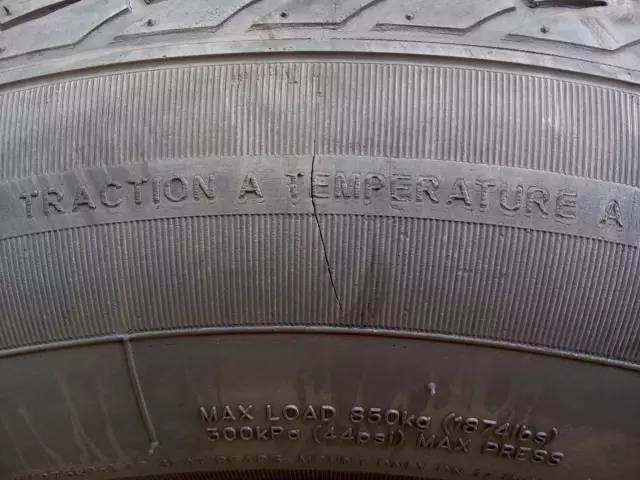 TRACTION A TEMPERATURE A
MAX LOAD 850kg (1874lbs)
300kPa (44psi) MAX PRESS